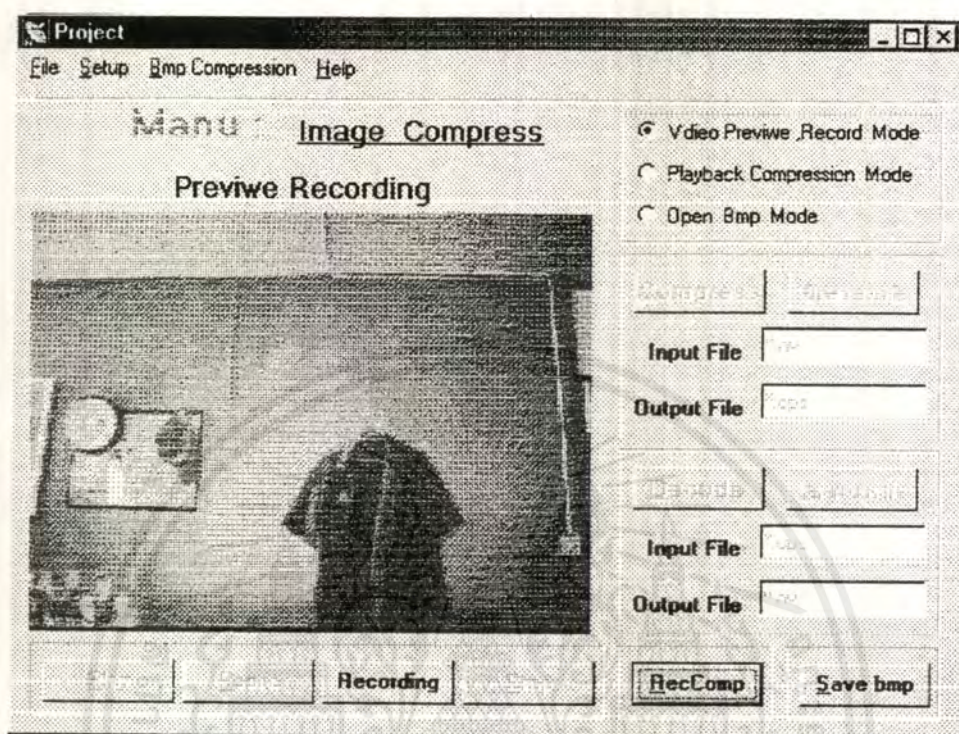 Project
File Setup Bmp Compression Help
Manu : Image Compress
Previwe Recording
Vdieo Previwe ,Record Mode
Playback Compression Mode
Open Bmp Mode
Compress
Input File
Output File
Input File
Output File
Recording
RecComp
Save bmp